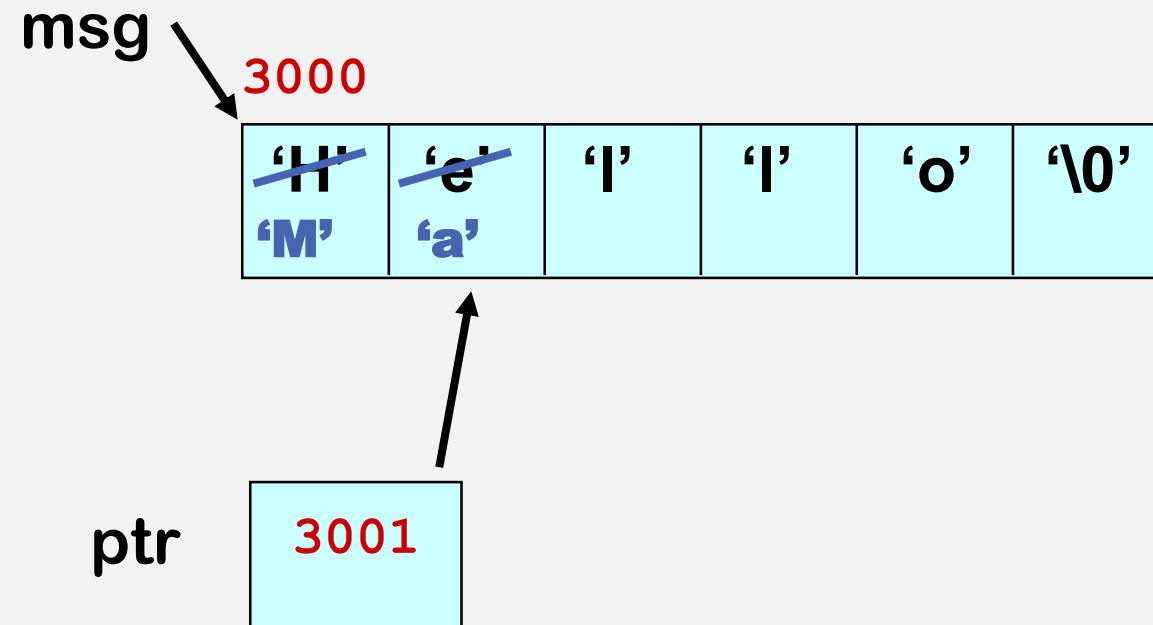 msg
3000
‘H’ ‘e’ ‘l’ ‘l’ ‘o’ ‘\0’
‘M’ ‘a’
ptr
3001